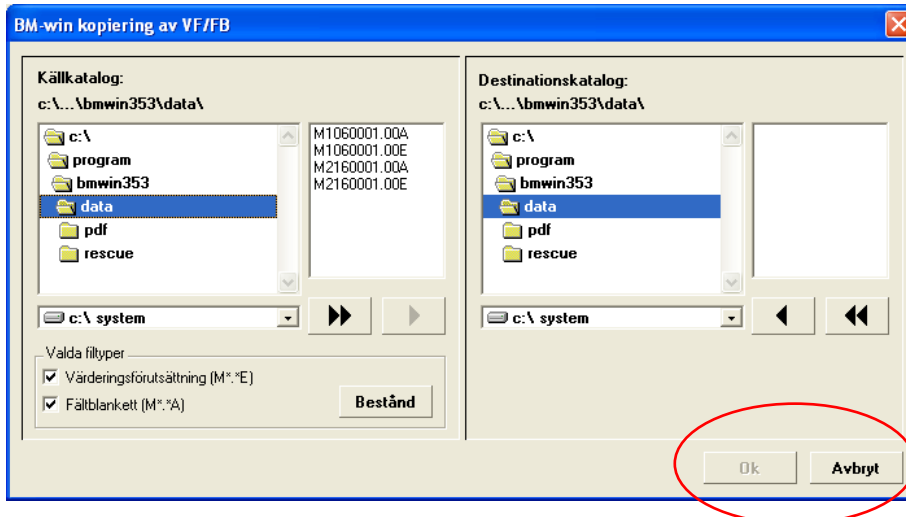 BM-win kopiering av VF/FB
Källkatalog:
c:\...\bmwin353\data\
c:\
program
bmwin353
data
pdf
rescue
M1060001.00A
M1060001.00E
M2160001.00A
M2160001.00E
c:\ system
Valda filtyper
Värderingsförutsättning (M*.*E)
Fältblankett (M*.*A)
Bestånd
Destinationskatalog:
c:\...\bmwin353\data\
c:\
program
bmwin353
data
pdf
rescue
c:\ system
Ok
Avbryt